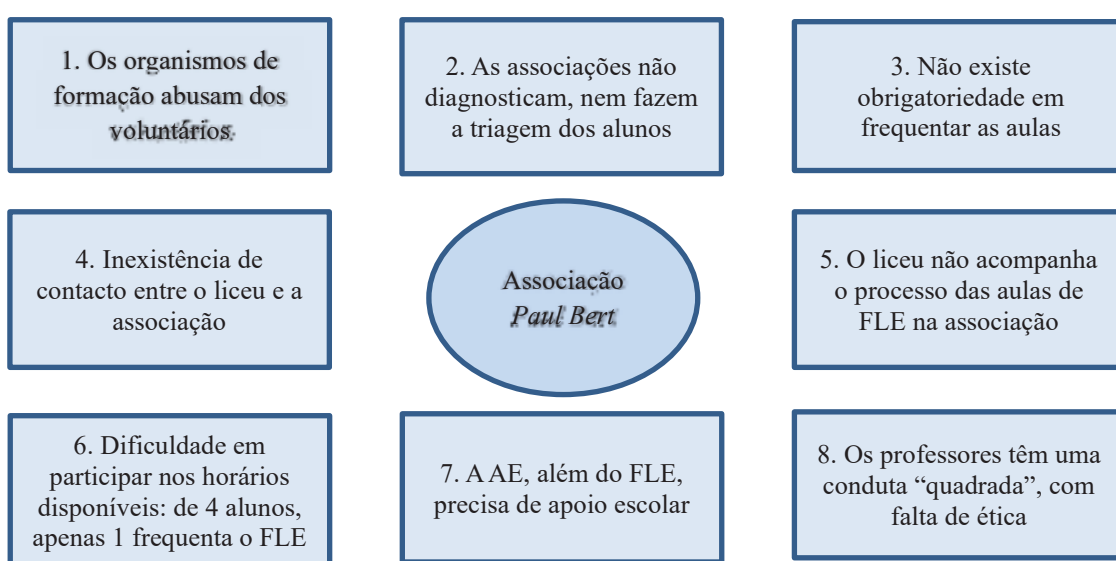 1. Os organismos de
formação abusam dos
voluntários.
2. As associações não
diagnosticam, nem fazem
a triagem dos alunos
3. Não existe
obrigatoriedade em
frequentar as aulas
4. Inexistência de
contacto entre o liceu e a
associação
Associação
Paul Bert
5. O liceu não acompanha
o processo das aulas de
FLE na associação
6. Dificuldade em
participar nos horários
disponíveis: de 4 alunos,
apenas 1 frequenta o FLE
7. A AE, além do FLE,
precisa de apoio escolar
8. Os professores têm uma
conduta “quadrada”, com
falta de ética